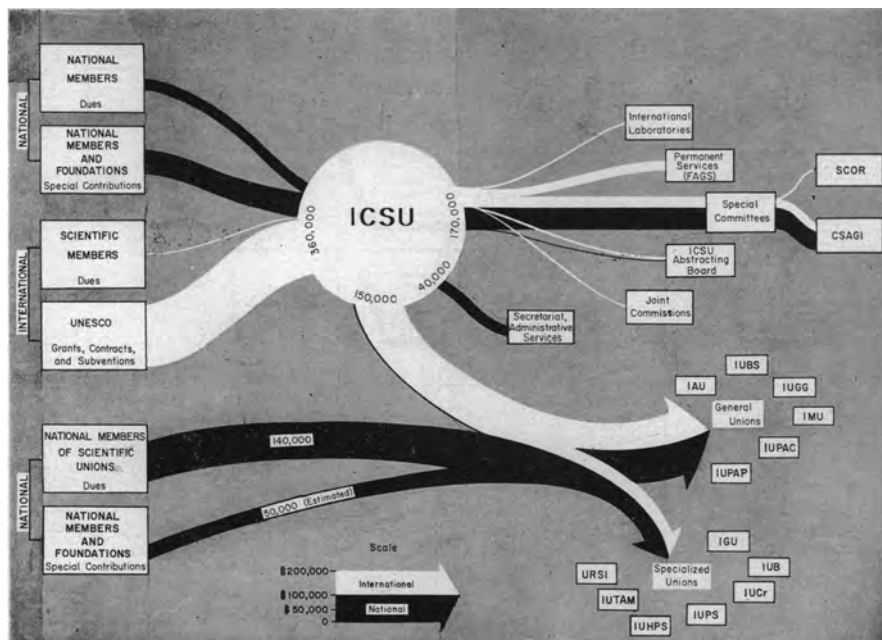 NATIONAL
NATIONAL
MEMBERS
Dues
NATIONAL MEMBERS
AND
FOUNDATIONS
Special Contributions
INTERNATIONAL
SCIENTIFIC
MEMBERS
Dues
UNESCO
Grants, Contracts,
and Subventions
NATIONAL
NATIONAL MEMBERS
OF SCIENTIFIC
UNIONS
Dues
NATIONAL
MEMBERS
AND
FOUNDATIONS
Special Contributions
ICSU
360,000
170,000
40,000
150,000
International
Laboratories
Permanent
Services
(FAGS)
Special
Committees
SCOR
CSAGI
ICSU
Abstracting
Board
Joint
Commissions
Secretariat,
Administrative
Services
140,000
50,000 (Estimated)
General
Unions
IAU
IUBS
IUGG
IMU
IUPAC
IUPAP
Specialized
Unions
IGU
IUB
IUCr
IUPS
IUHPS
IUTAM
URSI
Scale
$200,000
$100,000
$50,000
0
International
National